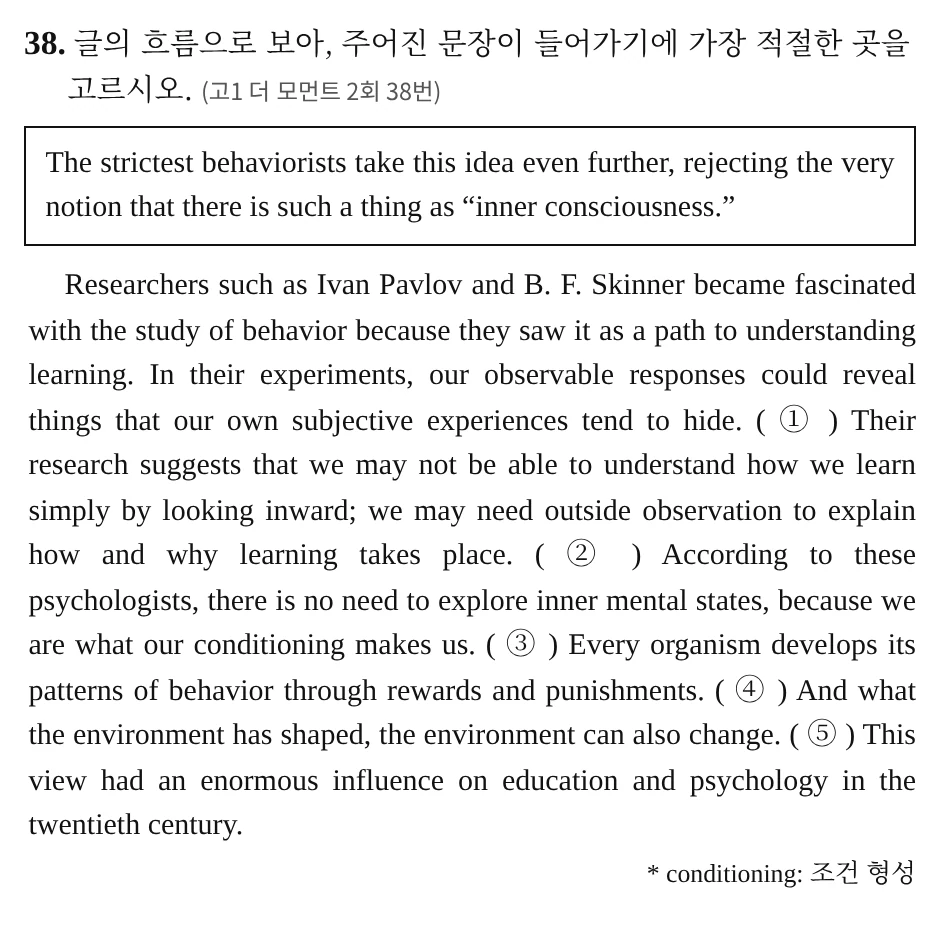 38. 글의 흐름으로 보아, 주어진 문장이 들어가기에 가장 적절한 곳을
고르시오. (고1 더 모먼트 2회 38번)
The strictest behaviorists take this idea even further, rejecting the very
notion that there is such a thing as “inner consciousness.”
Researchers such as Ivan Pavlov and B. F. Skinner became fascinated
with the study of behavior because they saw it as a path to understanding
learning. In their experiments, our observable responses could reveal
things that our own subjective experiences tend to hide. ( ① ) Their
research suggests that we may not be able to understand how we learn
simply by looking inward; we may need outside observation to explain
how and why learning takes place. ( ② ) According to these
psychologists, there is no need to explore inner mental states, because we
are what our conditioning makes us. ( ③ ) Every organism develops its
patterns of behavior through rewards and punishments. ( ④ ) And what
the environment has shaped, the environment can also change. ( ⑤ ) This
view had an enormous influence on education and psychology in the
twentieth century.
* conditioning: 조건 형성